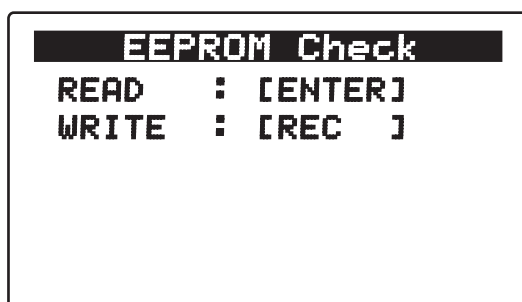 EEPROM Check
READ : [ENTER]
WRITE : [REC ]